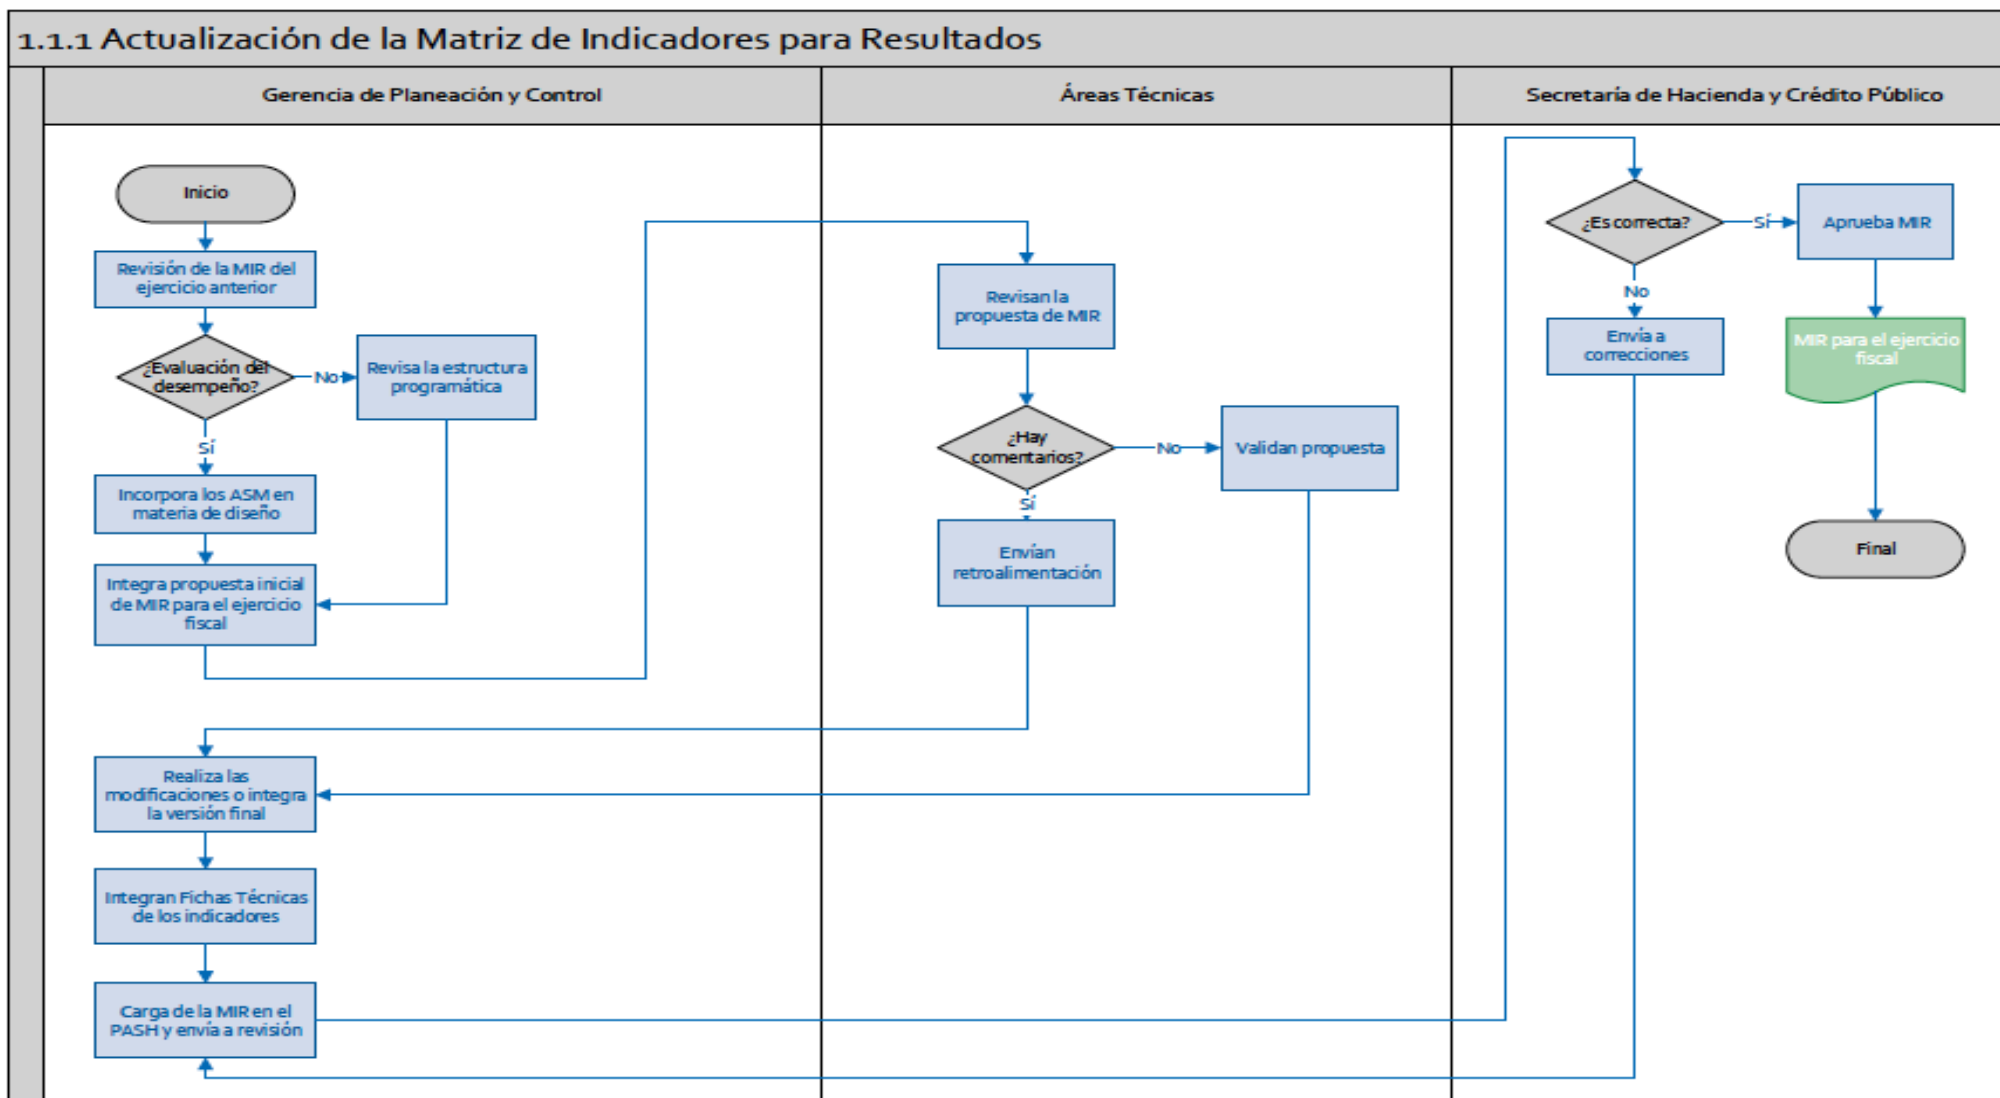 1.1.1 Actualización de la Matriz de Indicadores para Resultados
Gerencia de Planeación y Control
Áreas Técnicas
Secretaría de Hacienda y Crédito Público
Inicio
Revisión de la MIR del
ejercicio anterior
¿Evaluación del
desempeño?
No
Revisa la estructura
programática
Sí
Incorpora los ASM en
materia de diseño
Integra propuesta inicial
de MIR para el ejercicio
fiscal
Realiza las
modificaciones o integra
la versión final
Integran Fichas Técnicas
de los indicadores
Carga de la MIR en el
PASH y envía a revisión
Revisan la
propuesta de MIR
¿Hay
comentarios?
No
Validan propuesta
Sí
Envían
retroalimentación
¿Es correcta?
Sí
Aprueba MIR
No
Envía a
correcciones
MIR para el ejercicio
fiscal
Final